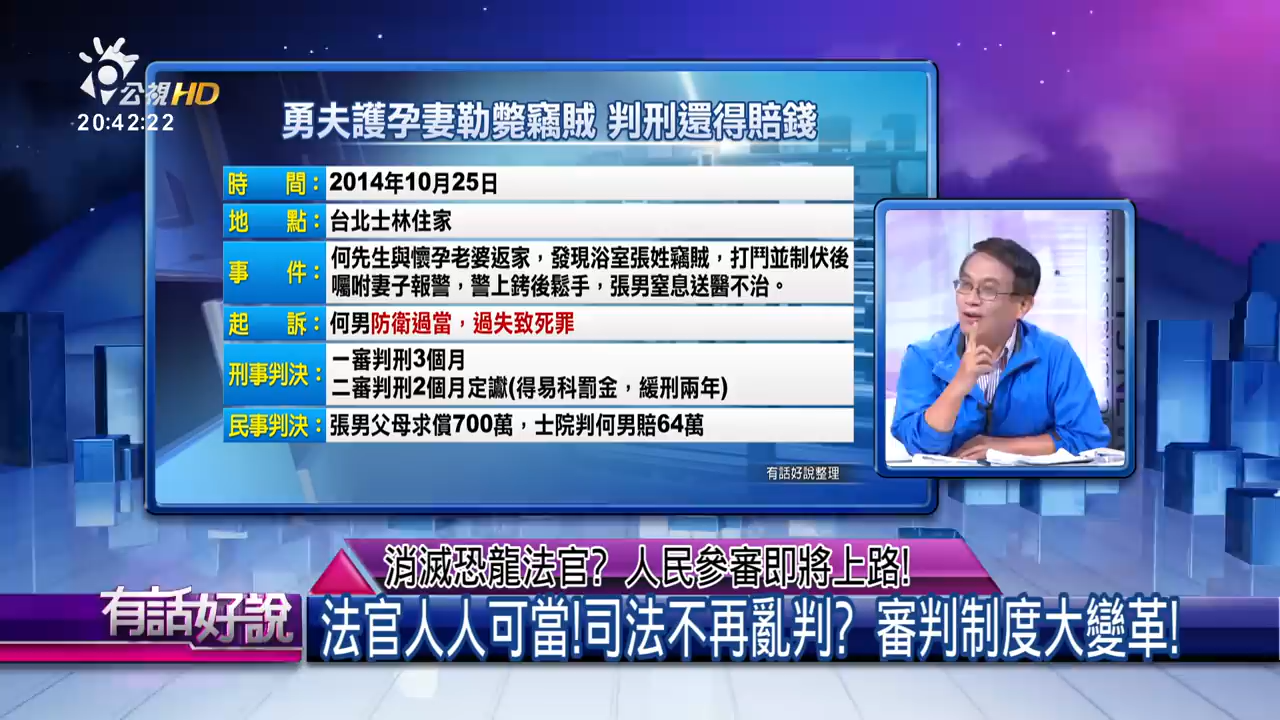 公視HD
20:42:22
勇夫護孕妻勒斃竊賊 判刑還得賠錢
時 間：2014年10月25日
地 點：台北士林住家
事 件：何先生與懷孕老婆返家，發現浴室張姓竊賊，打鬥並制伏後
囑咐妻子報警，警上銬後鬆手，張男窒息送醫不治。
起 訴：何男防衛過當，過失致死罪
刑事判決：一審判刑3個月
二審判刑2個月定讞(得易科罰金，緩刑兩年)
民事判決：張男父母求償700萬，士院判何男賠64萬
有話好說整理
消滅恐龍法官? 人民參審即將上路!
有話好說
法官人人可當!司法不再亂判? 審判制度大變革!